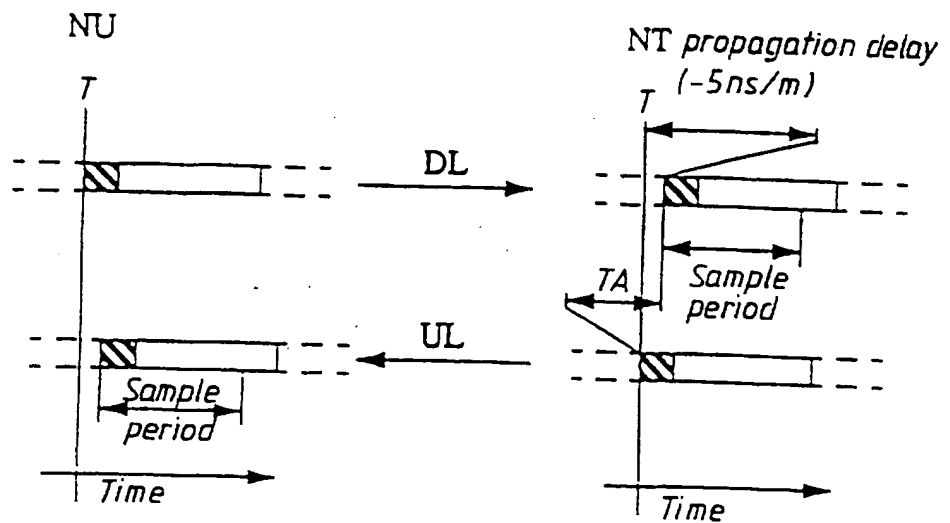 NU
T
DL
UL
Sample
period
Time
NT propagation delay
(-5ns/m)
T
TA
Sample
period
Time